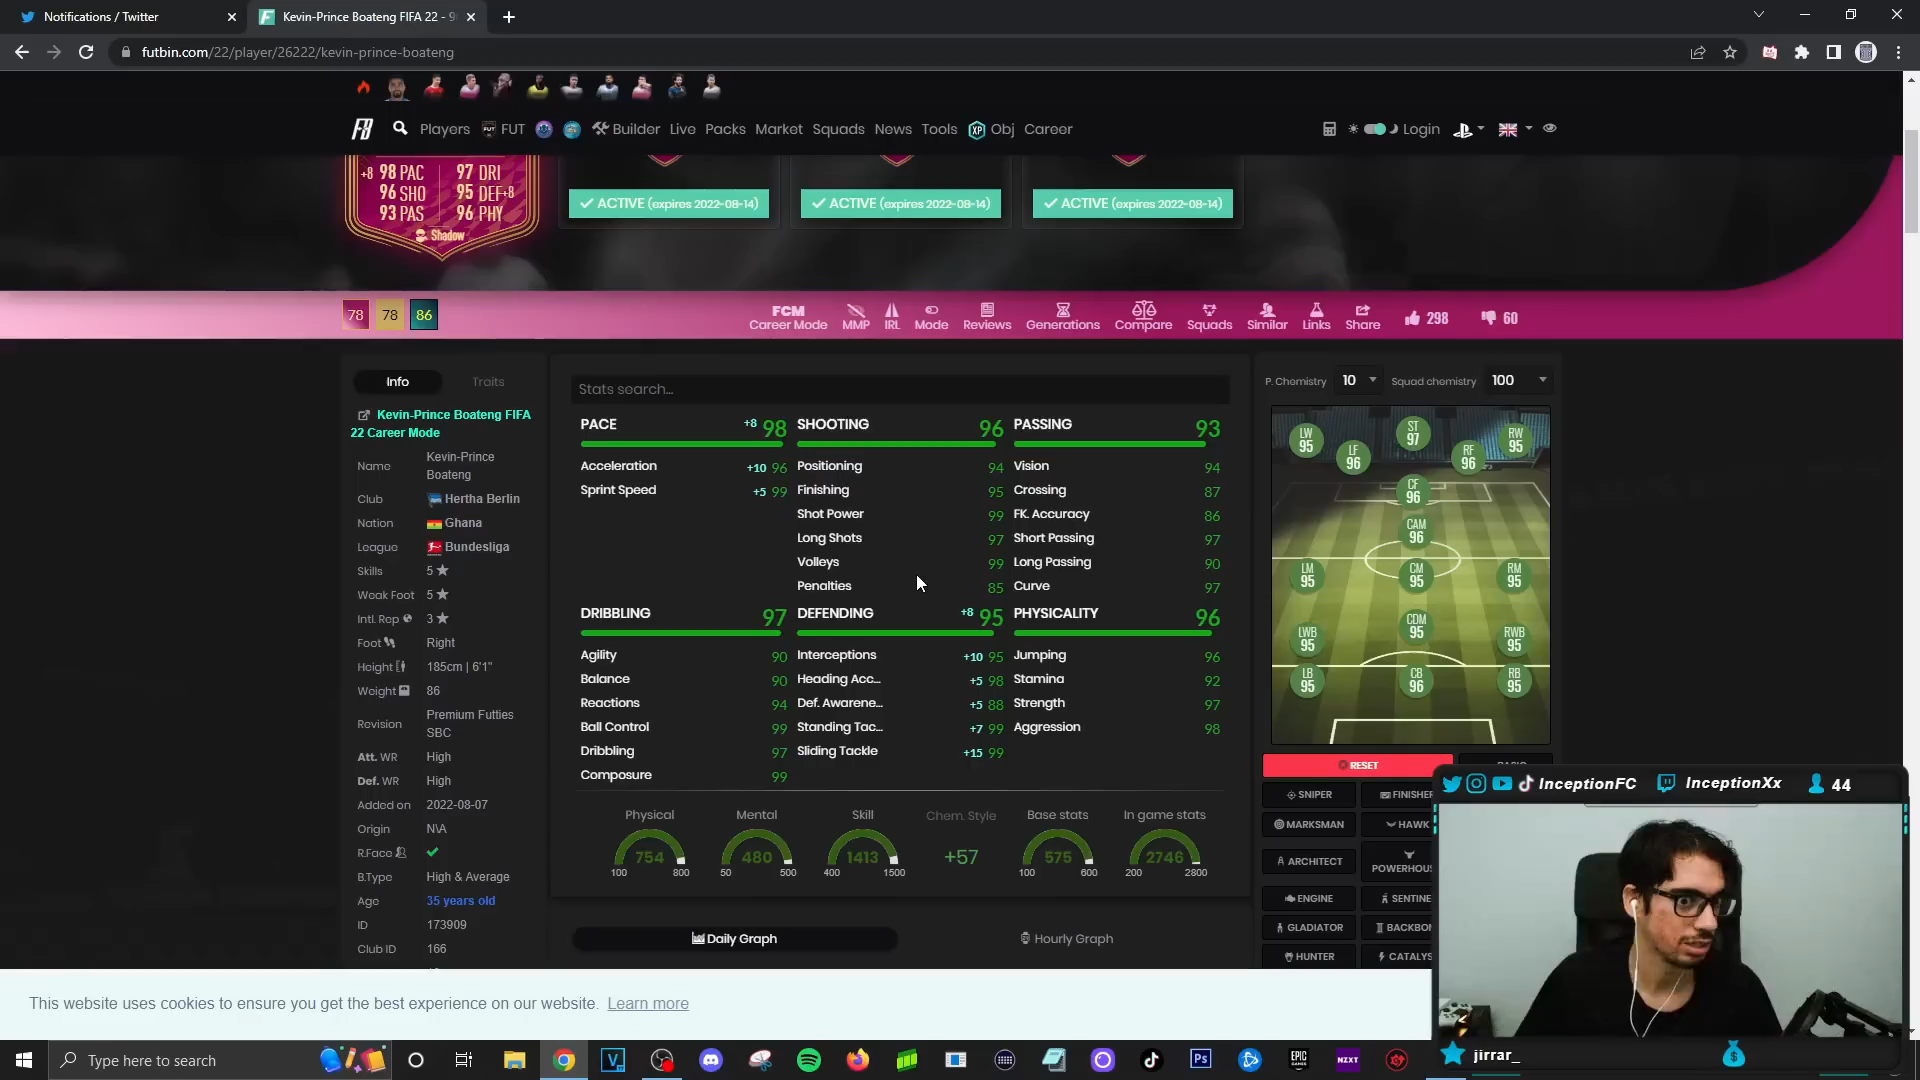 Notifications / Twitter
Kevin-Prince Boateng FIFA 22 - 9
futbin.com/22/player/26222/kevin-prince-boateng
Players FUT Builder Live Packs Market Squads News Tools XP Obj Career
Login
+8 98 PAC 97 DRI
96 SHO 95 DEF+8
93 PAS 96 PHY
Shadow
ACTIVE (expires 2022-08-14)
ACTIVE (expires 2022-08-14)
ACTIVE (expires 2022-08-14)
78 78 86
FCM
Career Mode MMP IRL Mode Reviews Generations Compare Squads Similar Links Share 298 60
Info Traits
Kevin-Prince Boateng FIFA
22 Career Mode
Name Kevin-Prince
Boateng
Club Hertha Berlin
Nation Ghana
League Bundesliga
Skills 5
Weak Foot 5
Intl. Rep 3
Foot Right
Height 185cm | 6'1"
Weight 86
Revision Premium Futties
SBC
Att. WR High
Def. WR High
Added on 2022-08-07
Origin N\A
R.Face
B.Type High & Average
Age 35 years old
ID 173909
Club ID 166
Stats search...
PACE +8 98
Acceleration +10 96
Sprint Speed +5 99
SHOOTING 96
Positioning 94
Finishing 95
Shot Power 99
Long Shots 97
Volleys 99
Penalties 85
PASSING 93
Vision 94
Crossing 87
FK. Accuracy 86
Short Passing 97
Long Passing 90
Curve 97
DRIBBLING 97
Agility 90
Balance 90
Reactions 94
Ball Control 99
Dribbling 97
Composure 99
DEFENDING +8 95
Interceptions +10 95
Heading Acc... +5 98
Def. Awarene... +5 88
Standing Tac... +7 99
Sliding Tackle +15 99
PHYSICALITY 96
Jumping 96
Stamina 92
Strength 97
Aggression 98
Physical Mental Skill Chem. Style Base stats In game stats
754 480 1413 +57 575 2746
100 800 50 500 400 1500 100 600 200 2800
Daily Graph Hourly Graph
P. Chemistry 10 Squad chemistry 100
LW 95
LF 96
ST 97
RF 96
RW 95
CF 96
CAM 96
LM 95
CM 95
RM 95
CDM 95
LWB 95
RWB 95
LB 95
CB 96
RB 95
RESET
SNIPER FINISHER
MARKSMAN HAWK
ARCHITECT POWERHOUS
ENGINE SENTINE
GLADIATOR BACKBON
HUNTER CATALYS
InceptionFC InceptionXx 44
jirrar_
This website uses cookies to ensure you get the best experience on our website. Learn more
Type here to search